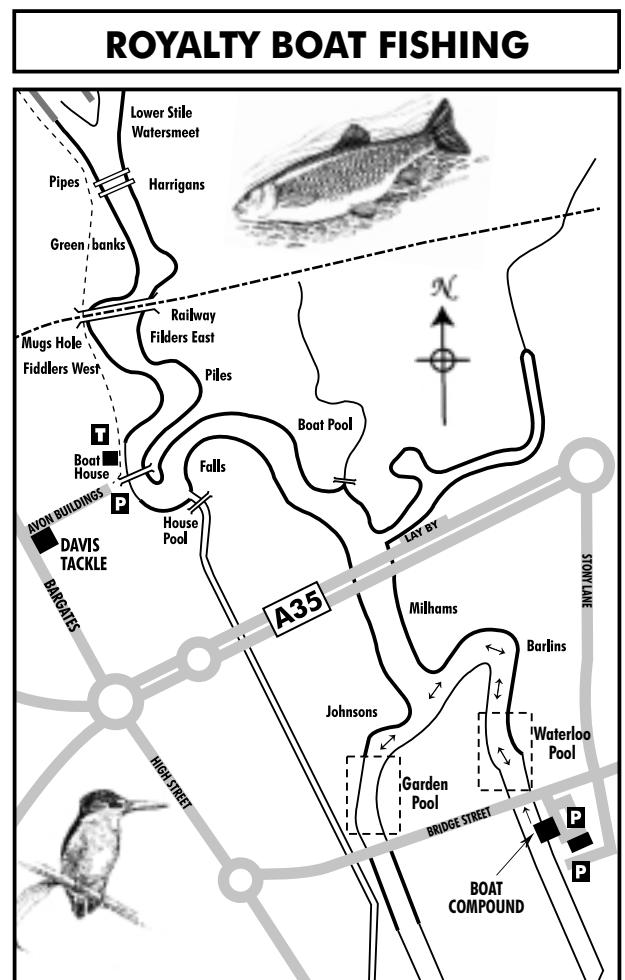 ROYALTY BOAT FISHING
Lower Stile
Watersmeet
Pipes
Harrigans
Green banks
N
Railway
Filders East
Mugs Hole
Fiddlers West
Piles
Boat Pool
T
Boat
House
Falls
P
House
Pool
AVON BUILDINGS
DAVIS
TACKLE
LAY BY
BARGATES
STONY LANE
A35
Milhams
Barlins
Johnsons
Waterloo
Pool
Garden
Pool
HIGH STREET
BRIDGE STREET
P
P
BOAT
COMPOUND